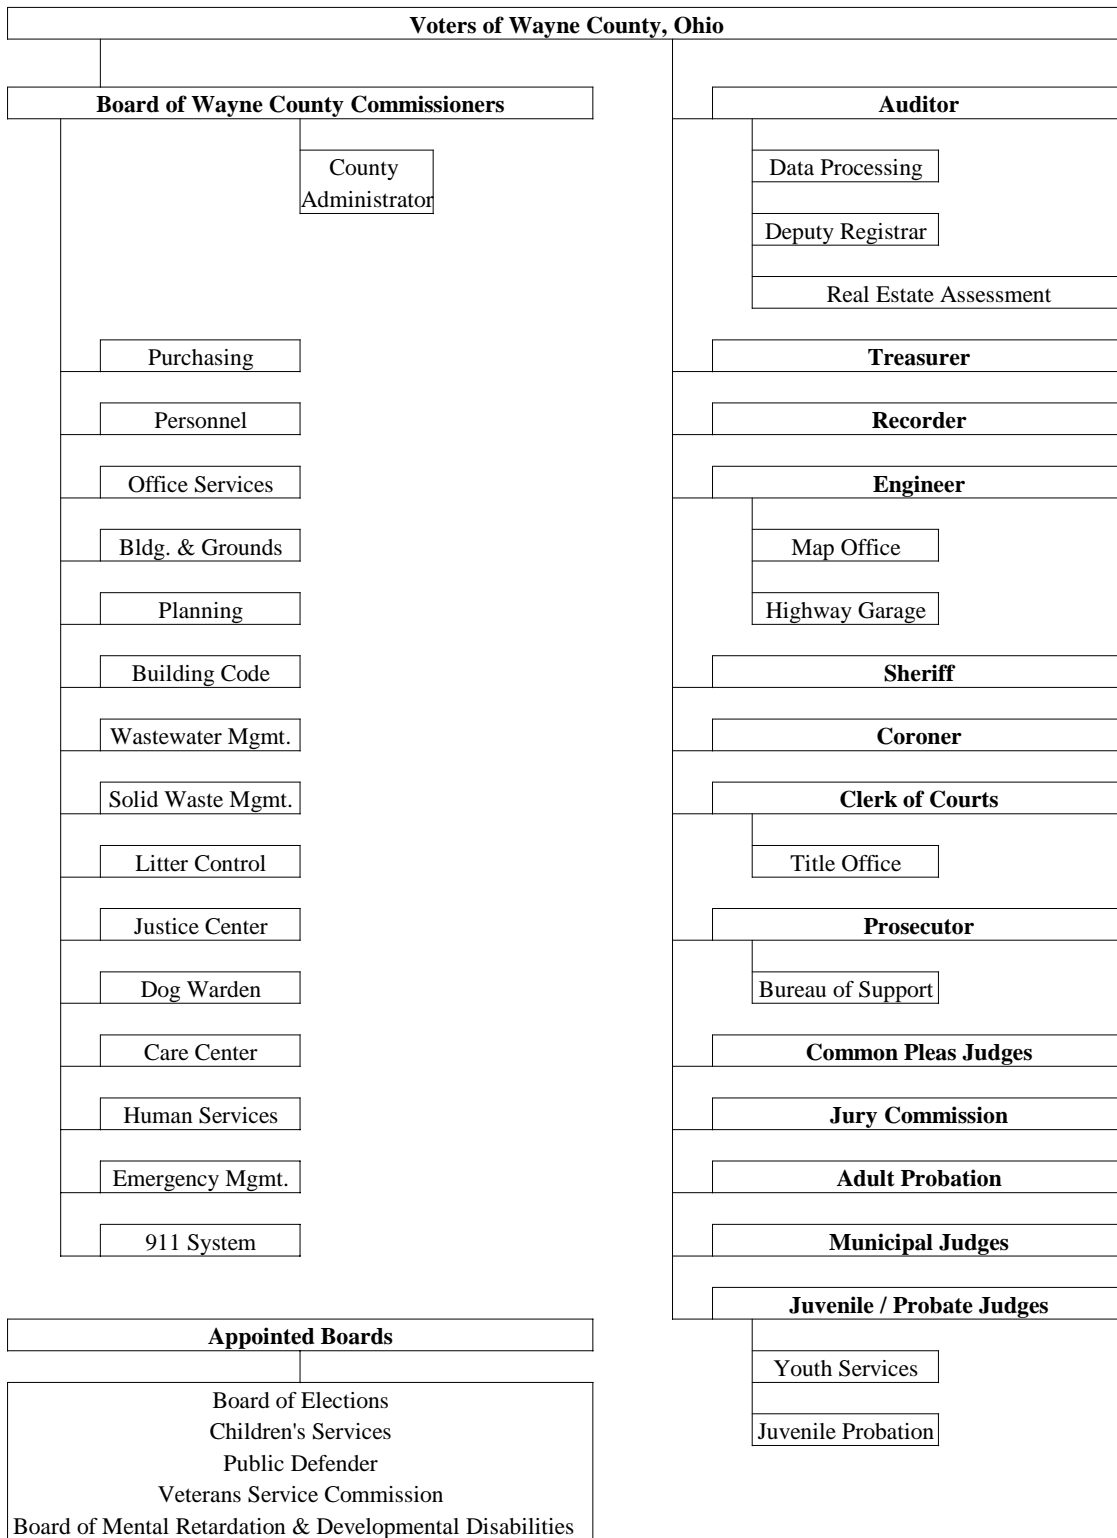 Voters of Wayne County, Ohio
Board of Wayne County Commissioners
County
Administrator
Purchasing
Personnel
Office Services
Bldg. & Grounds
Planning
Building Code
Wastewater Mgmt.
Solid Waste Mgmt.
Litter Control
Justice Center
Dog Warden
Care Center
Human Services
Emergency Mgmt.
911 System
Appointed Boards
Board of Elections
Children's Services
Public Defender
Veterans Service Commission
Board of Mental Retardation & Developmental Disabilities
Auditor
Data Processing
Deputy Registrar
Real Estate Assessment
Treasurer
Recorder
Engineer
Map Office
Highway Garage
Sheriff
Coroner
Clerk of Courts
Title Office
Prosecutor
Bureau of Support
Common Pleas Judges
Jury Commission
Adult Probation
Municipal Judges
Juvenile / Probate Judges
Youth Services
Juvenile Probation